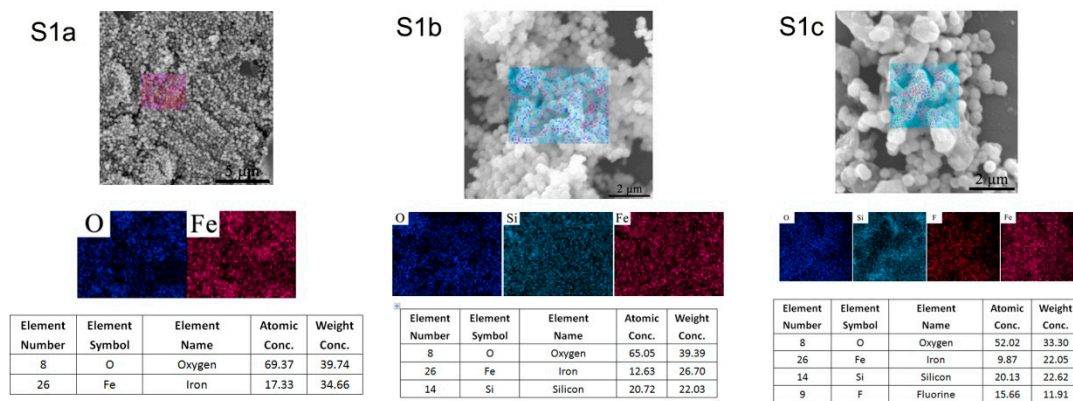 S1a
5 μm
O Fe
Element Number Element Symbol Element Name Atomic Conc. Weight Conc.
8 O Oxygen 69.37 39.74
26 Fe Iron 17.33 34.66
S1b
2 μm
O Si Fe
Element Number Element Symbol Element Name Atomic Conc. Weight Conc.
8 O Oxygen 65.05 39.39
26 Fe Iron 12.63 26.70
14 Si Silicon 20.72 22.03
S1c
2 μm
O Si F Fe
Element Number Element Symbol Element Name Atomic Conc. Weight Conc.
8 O Oxygen 52.02 33.30
26 Fe Iron 9.87 22.05
14 Si Silicon 20.13 22.62
9 F Fluorine 15.66 11.91